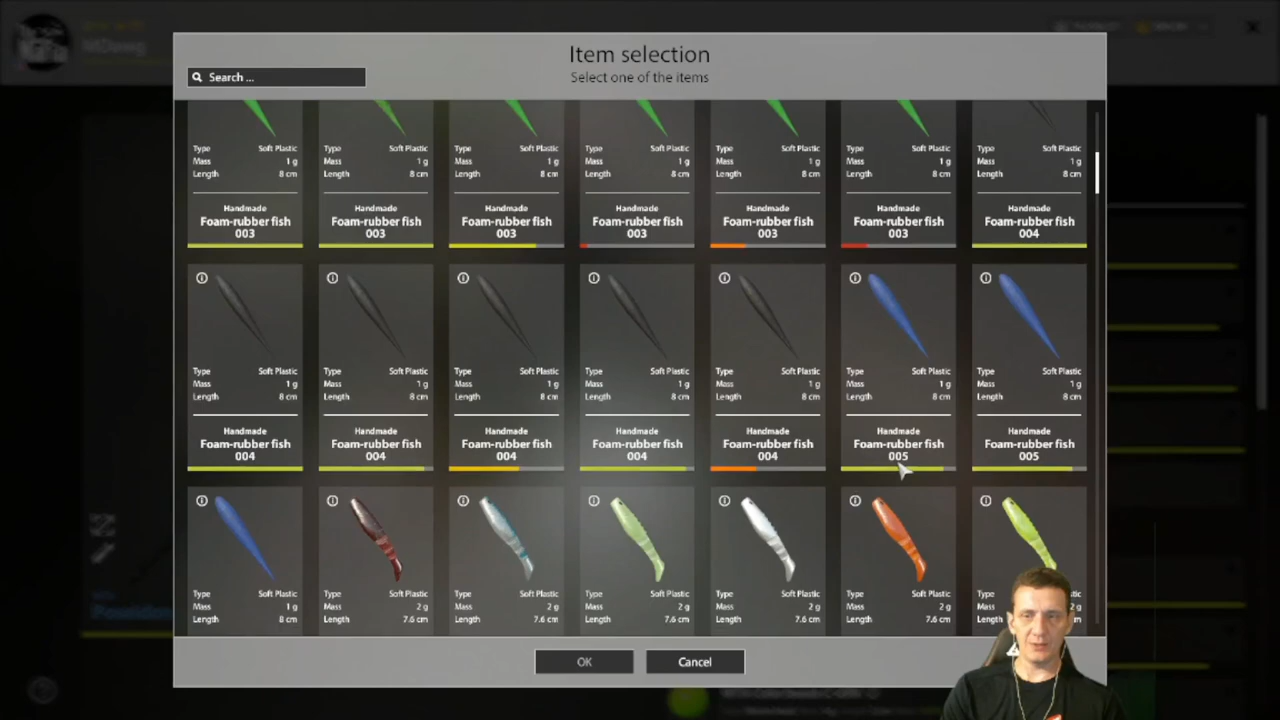 Item selection
Select one of the items
Search ...
Type Soft Plastic Type Soft Plastic Type Soft Plastic Type Soft Plastic Type Soft Plastic Type Soft Plastic Type Soft Plastic
Mass 1 g Mass 1 g Mass 1 g Mass 1 g Mass 1 g Mass 1 g Mass 1 g
Length 8 cm Length 8 cm Length 8 cm Length 8 cm Length 8 cm Length 8 cm Length 8 cm
Handmade Handmade Handmade Handmade Handmade Handmade Handmade
Foam-rubber fish Foam-rubber fish Foam-rubber fish Foam-rubber fish Foam-rubber fish Foam-rubber fish Foam-rubber fish
003 003 003 003 003 003 004
Type Soft Plastic Type Soft Plastic Type Soft Plastic Type Soft Plastic Type Soft Plastic Type Soft Plastic Type Soft Plastic
Mass 1 g Mass 1 g Mass 1 g Mass 1 g Mass 1 g Mass 1 g Mass 1 g
Length 8 cm Length 8 cm Length 8 cm Length 8 cm Length 8 cm Length 8 cm Length 8 cm
Handmade Handmade Handmade Handmade Handmade Handmade Handmade
Foam-rubber fish Foam-rubber fish Foam-rubber fish Foam-rubber fish Foam-rubber fish Foam-rubber fish Foam-rubber fish
004 004 004 004 004 005 005
Type Soft Plastic Type Soft Plastic Type Soft Plastic Type Soft Plastic Type Soft Plastic Type Soft Plastic Type Soft Plastic
Mass 1 g Mass 2 g Mass 2 g Mass 2 g Mass 2 g Mass 2 g
Length 8 cm Length 7.6 cm Length 7.6 cm Length 7.6 cm Length 7.6 cm Length 7.6 cm
OK Cancel